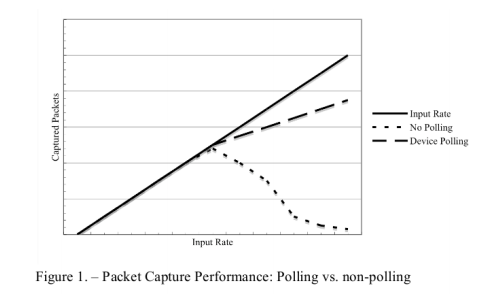 Captured Packets
Input Rate
No Polling
Device Polling
Input Rate
Figure 1. – Packet Capture Performance: Polling vs. non-polling